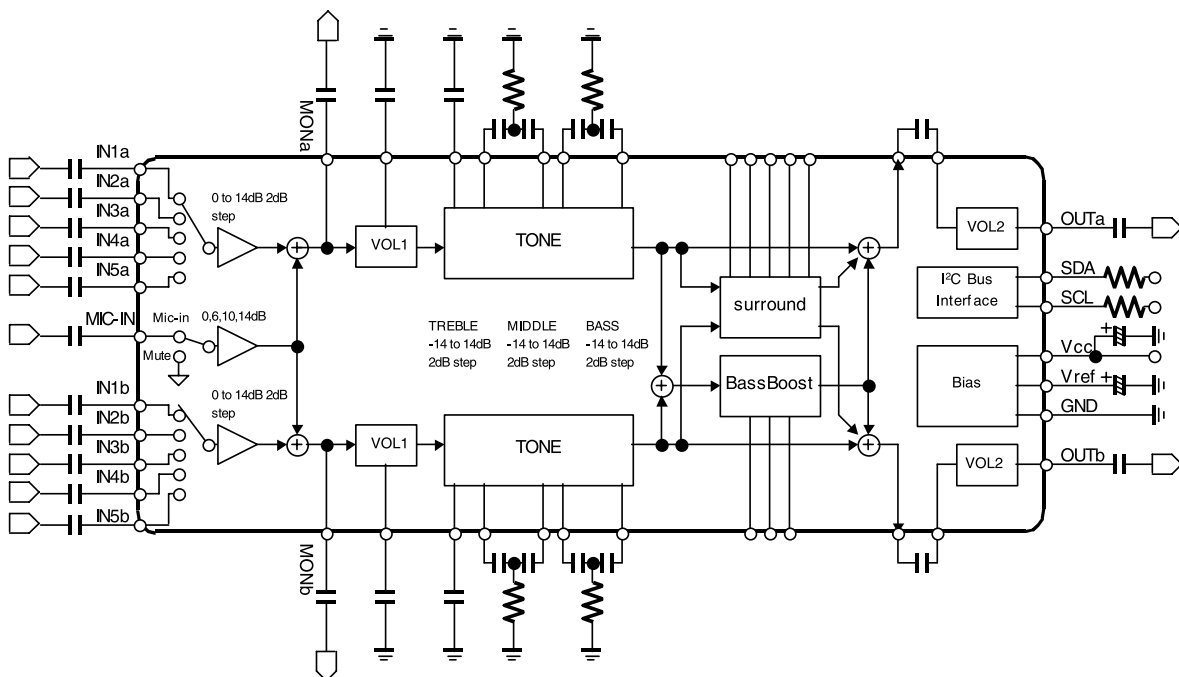 MONa
IN1a
IN2a
IN3a
IN4a
IN5a
0 to 14dB 2dB
step
VOL1
TONE
VOL2
OUTa
I²C Bus
Interface
SDA
SCL
surround
MIC-IN
Mic-in
Mute
0,6,10,14dB
TREBLE
-14 to 14dB
2dB step
MIDDLE
-14 to 14dB
2dB step
BASS
-14 to 14dB
2dB step
BassBoost
Bias
Vcc
+
Vref
+
GND
IN1b
IN2b
IN3b
IN4b
IN5b
0 to 14dB 2dB
step
VOL1
TONE
VOL2
OUTb
MONb